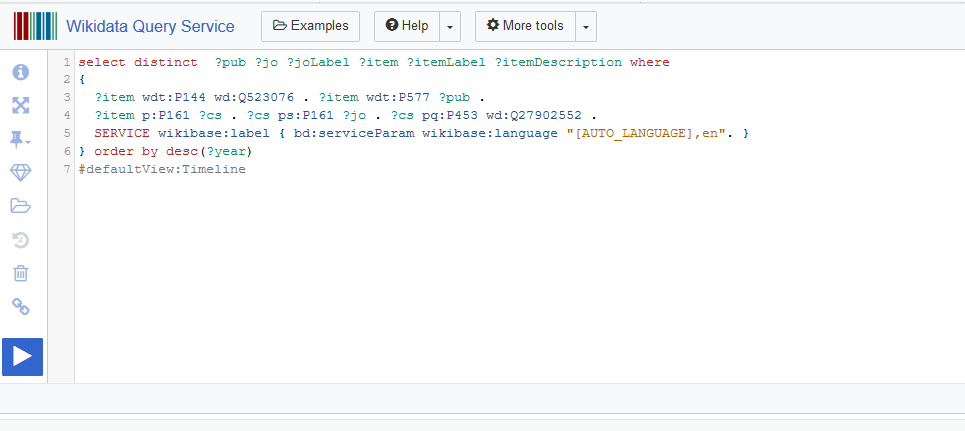 Wikidata Query Service Examples Help More tools
1 select distinct  ?pub ?jo ?joLabel ?item ?itemLabel ?itemDescription where
2 {
3   ?item wdt:P144 wd:Q523076 . ?item wdt:P577 ?pub .
4   ?item p:P161 ?cs . ?cs ps:P161 ?jo . ?cs pq:P453 wd:Q27902552 .
5   SERVICE wikibase:label { bd:serviceParam wikibase:language "[AUTO_LANGUAGE],en". }
6 } order by desc(?year)
7 #defaultView:Timeline